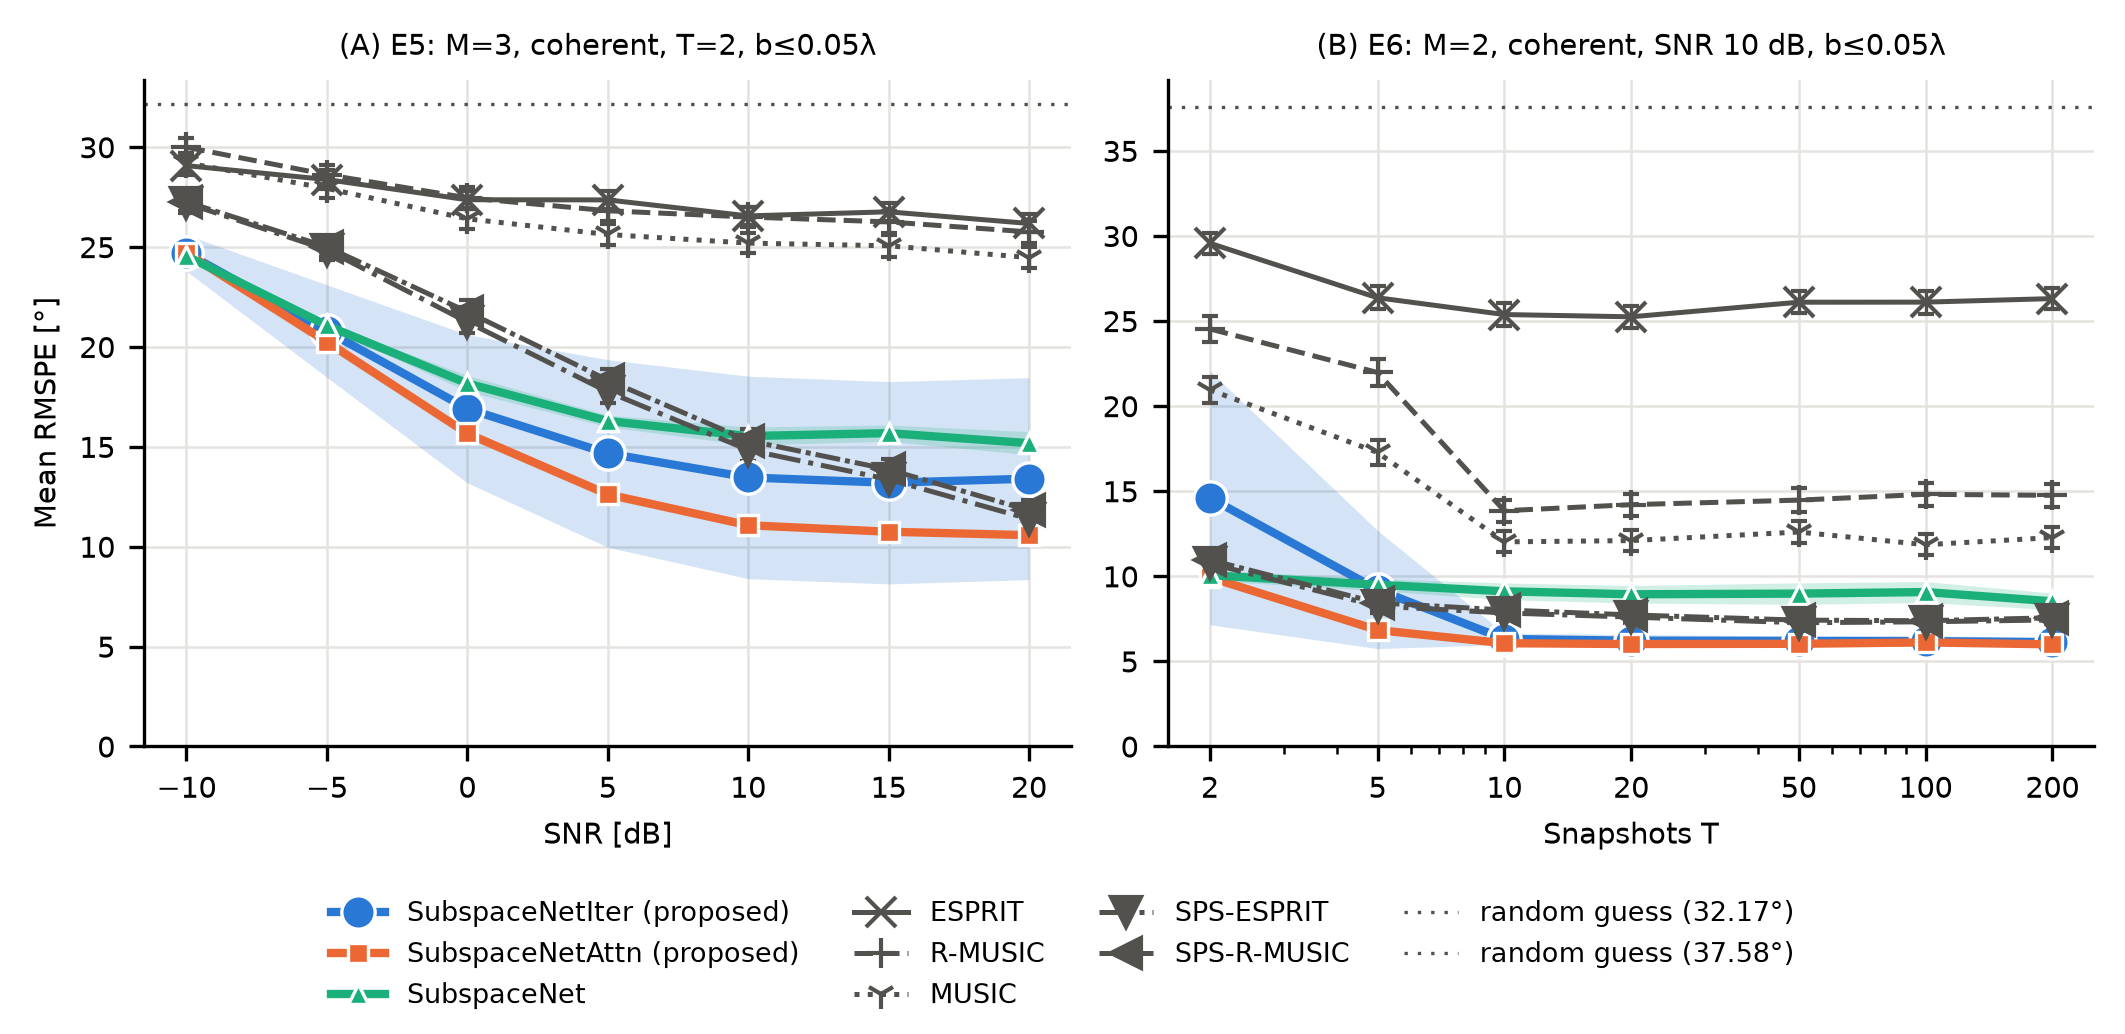 (A) E5: M=3, coherent, T=2, b≤0.05λ
(B) E6: M=2, coherent, SNR 10 dB, b≤0.05λ
Mean RMSPE [°]
30
25
20
15
10
5
0
−10
−5
0
5
10
15
20
SNR [dB]
35
30
25
20
15
10
5
0
2
5
10
20
50
100
200
Snapshots T
SubspaceNetIter (proposed)
SubspaceNetAttn (proposed)
SubspaceNet
ESPRIT
R-MUSIC
MUSIC
SPS-ESPRIT
SPS-R-MUSIC
random guess (32.17°)
random guess (37.58°)